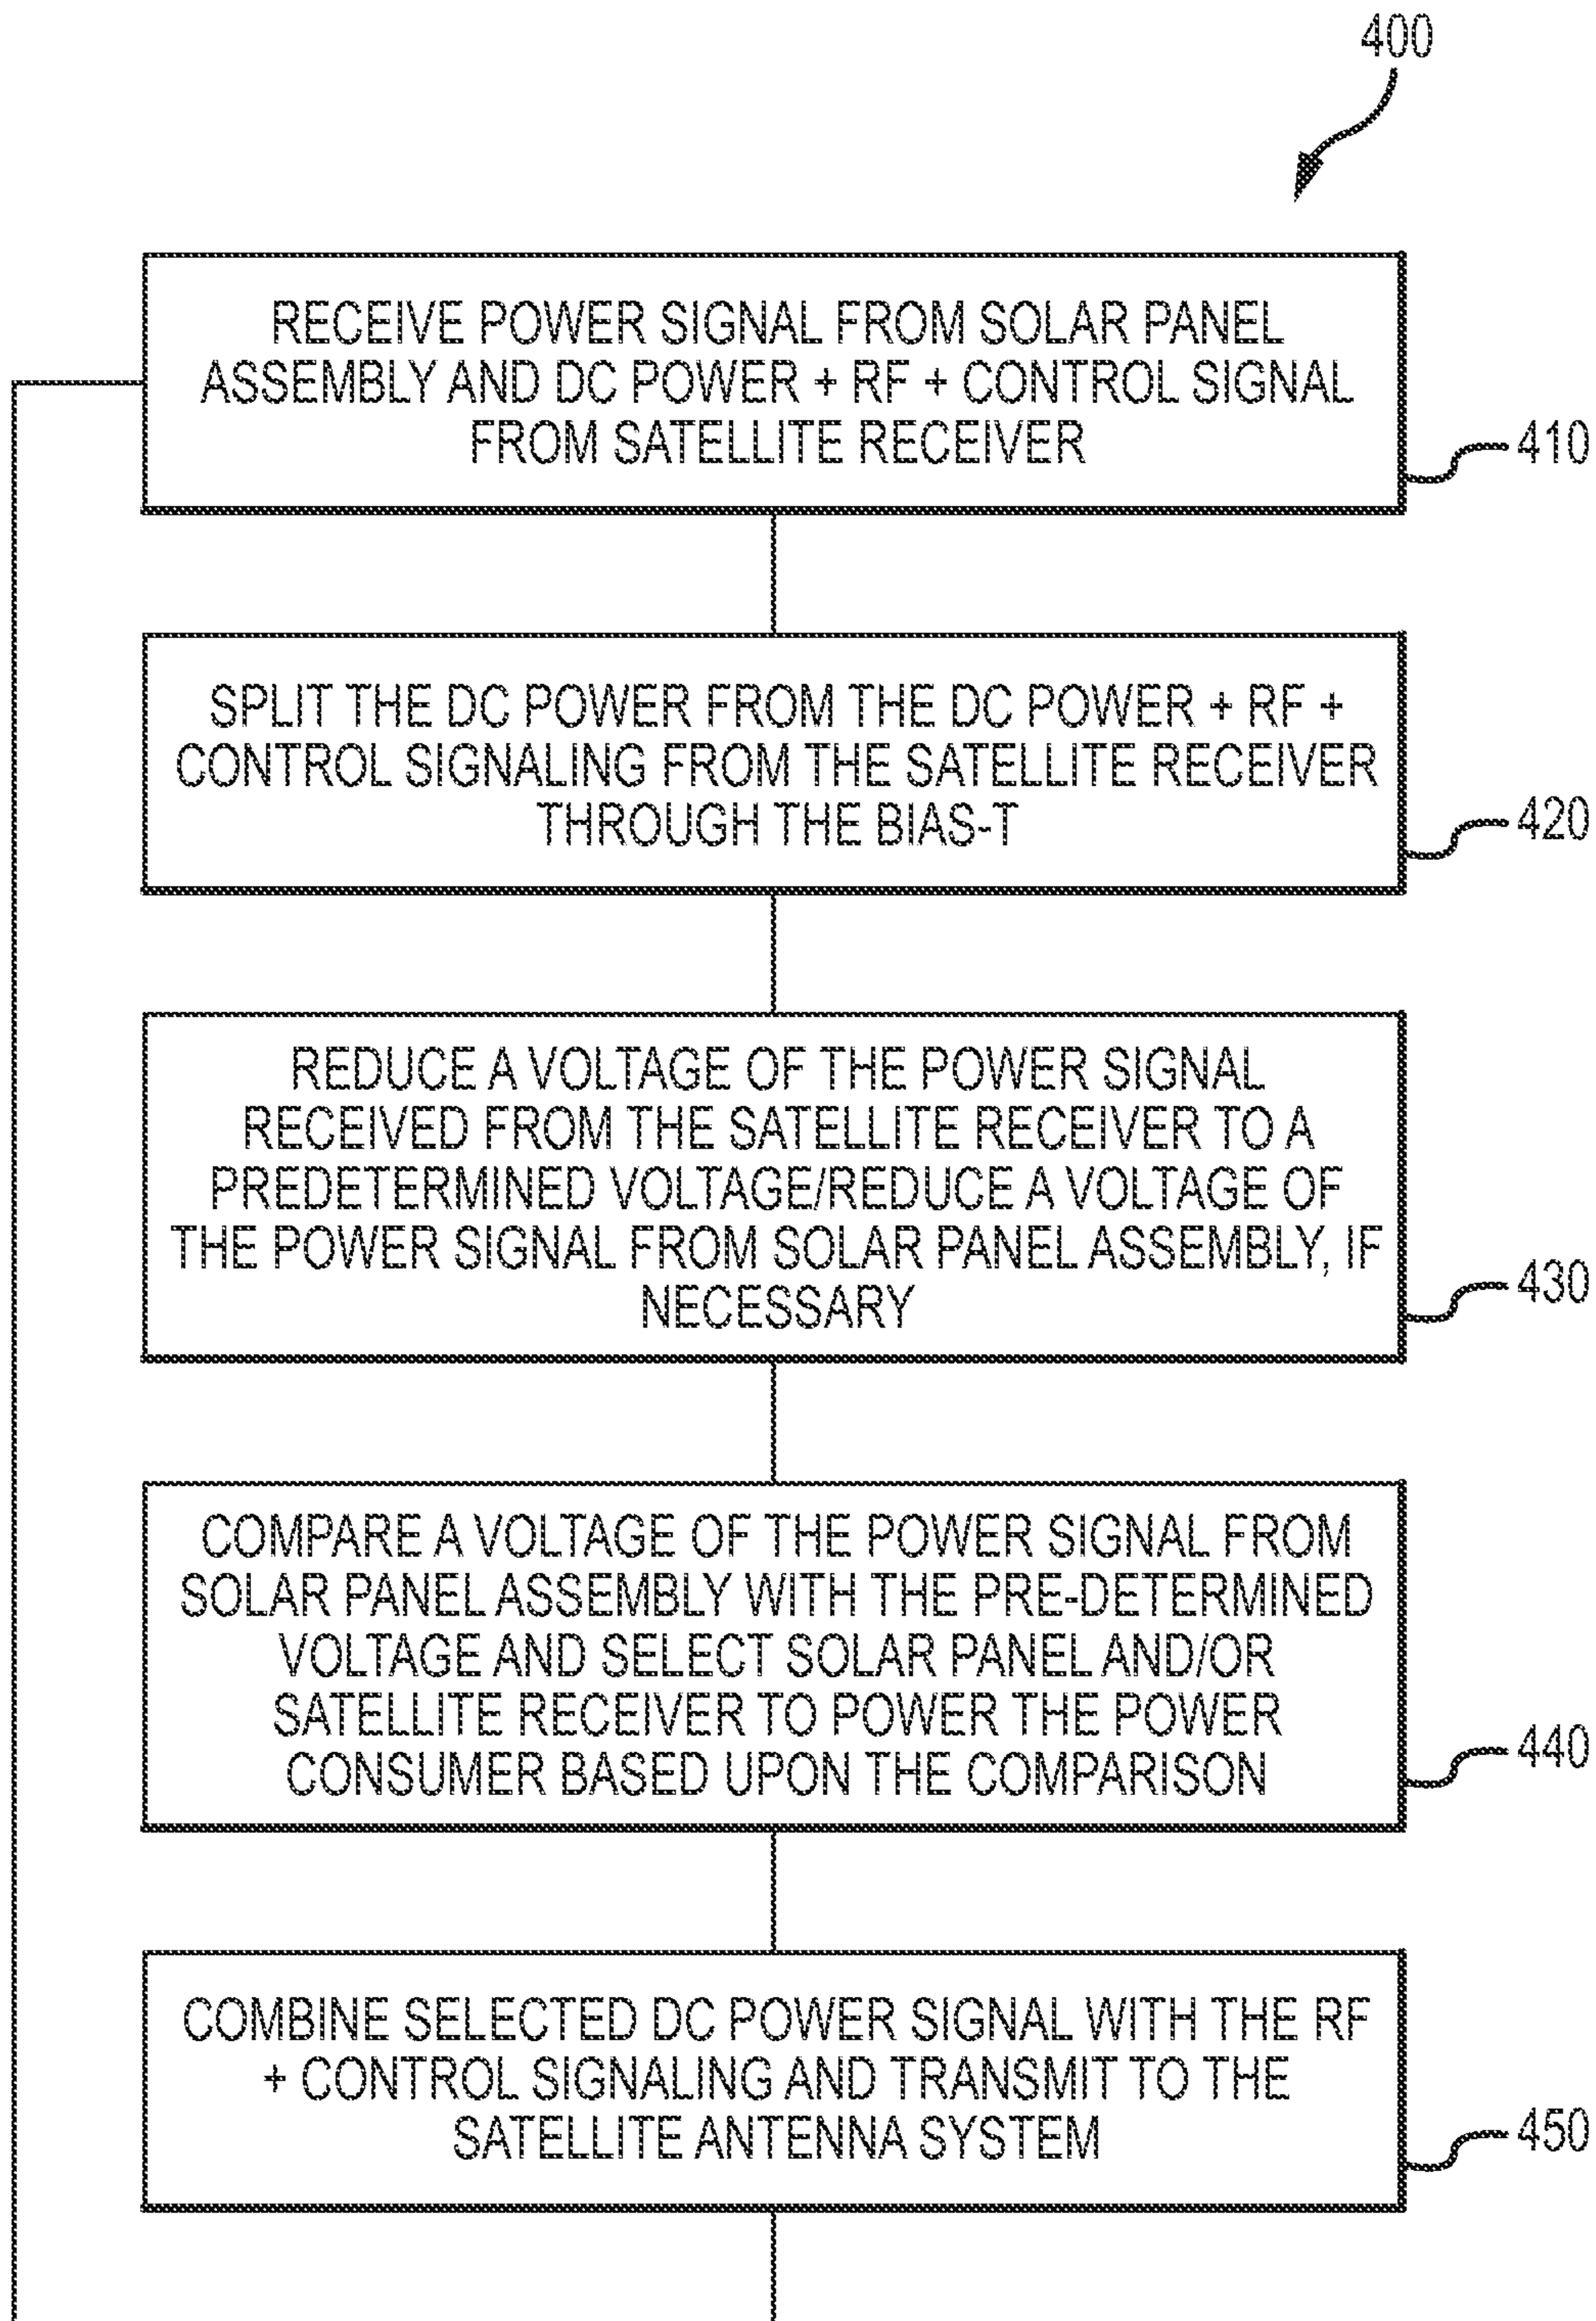 400
RECEIVE POWER SIGNAL FROM SOLAR PANEL
ASSEMBLY AND DC POWER + RF + CONTROL SIGNAL
FROM SATELLITE RECEIVER
410
SPLIT THE DC POWER FROM THE DC POWER + RF +
CONTROL SIGNALING FROM THE SATELLITE RECEIVER
THROUGH THE BIAS-T
420
REDUCE A VOLTAGE OF THE POWER SIGNAL
RECEIVED FROM THE SATELLITE RECEIVER TO A
PREDETERMINED VOLTAGE/REDUCE A VOLTAGE OF
THE POWER SIGNAL FROM SOLAR PANEL ASSEMBLY, IF
NECESSARY
430
COMPARE A VOLTAGE OF THE POWER SIGNAL FROM
SOLAR PANEL ASSEMBLY WITH THE PRE-DETERMINED
VOLTAGE AND SELECT SOLAR PANEL AND/OR
SATELLITE RECEIVER TO POWER THE POWER
CONSUMER BASED UPON THE COMPARISON
440
COMBINE SELECTED DC POWER SIGNAL WITH THE RF
+ CONTROL SIGNALING AND TRANSMIT TO THE
SATELLITE ANTENNA SYSTEM
450